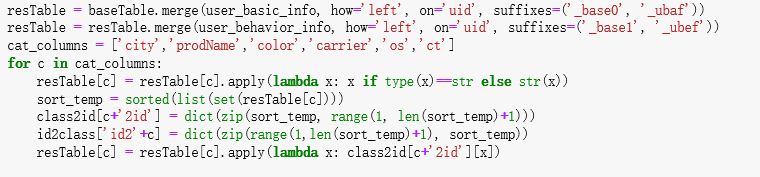 resTable = baseTable.merge(user_basic_info, how='left', on='uid', suffixes=('_base0', '_ubaf'))
resTable = resTable.merge(user_behavior_info, how='left', on='uid', suffixes=('_base1', '_ubef'))
cat_columns = ['city','prodName','color','carrier','os','ct']
for c in cat_columns:
    resTable[c] = resTable[c].apply(lambda x: x if type(x)==str else str(x))
    sort_temp = sorted(list(set(resTable[c])))
    class2id[c+'2id'] = dict(zip(sort_temp, range(1, len(sort_temp)+1)))
    id2class['id2'+c] = dict(zip(range(1,len(sort_temp)+1), sort_temp))
    resTable[c] = resTable[c].apply(lambda x: class2id[c+'2id'][x])